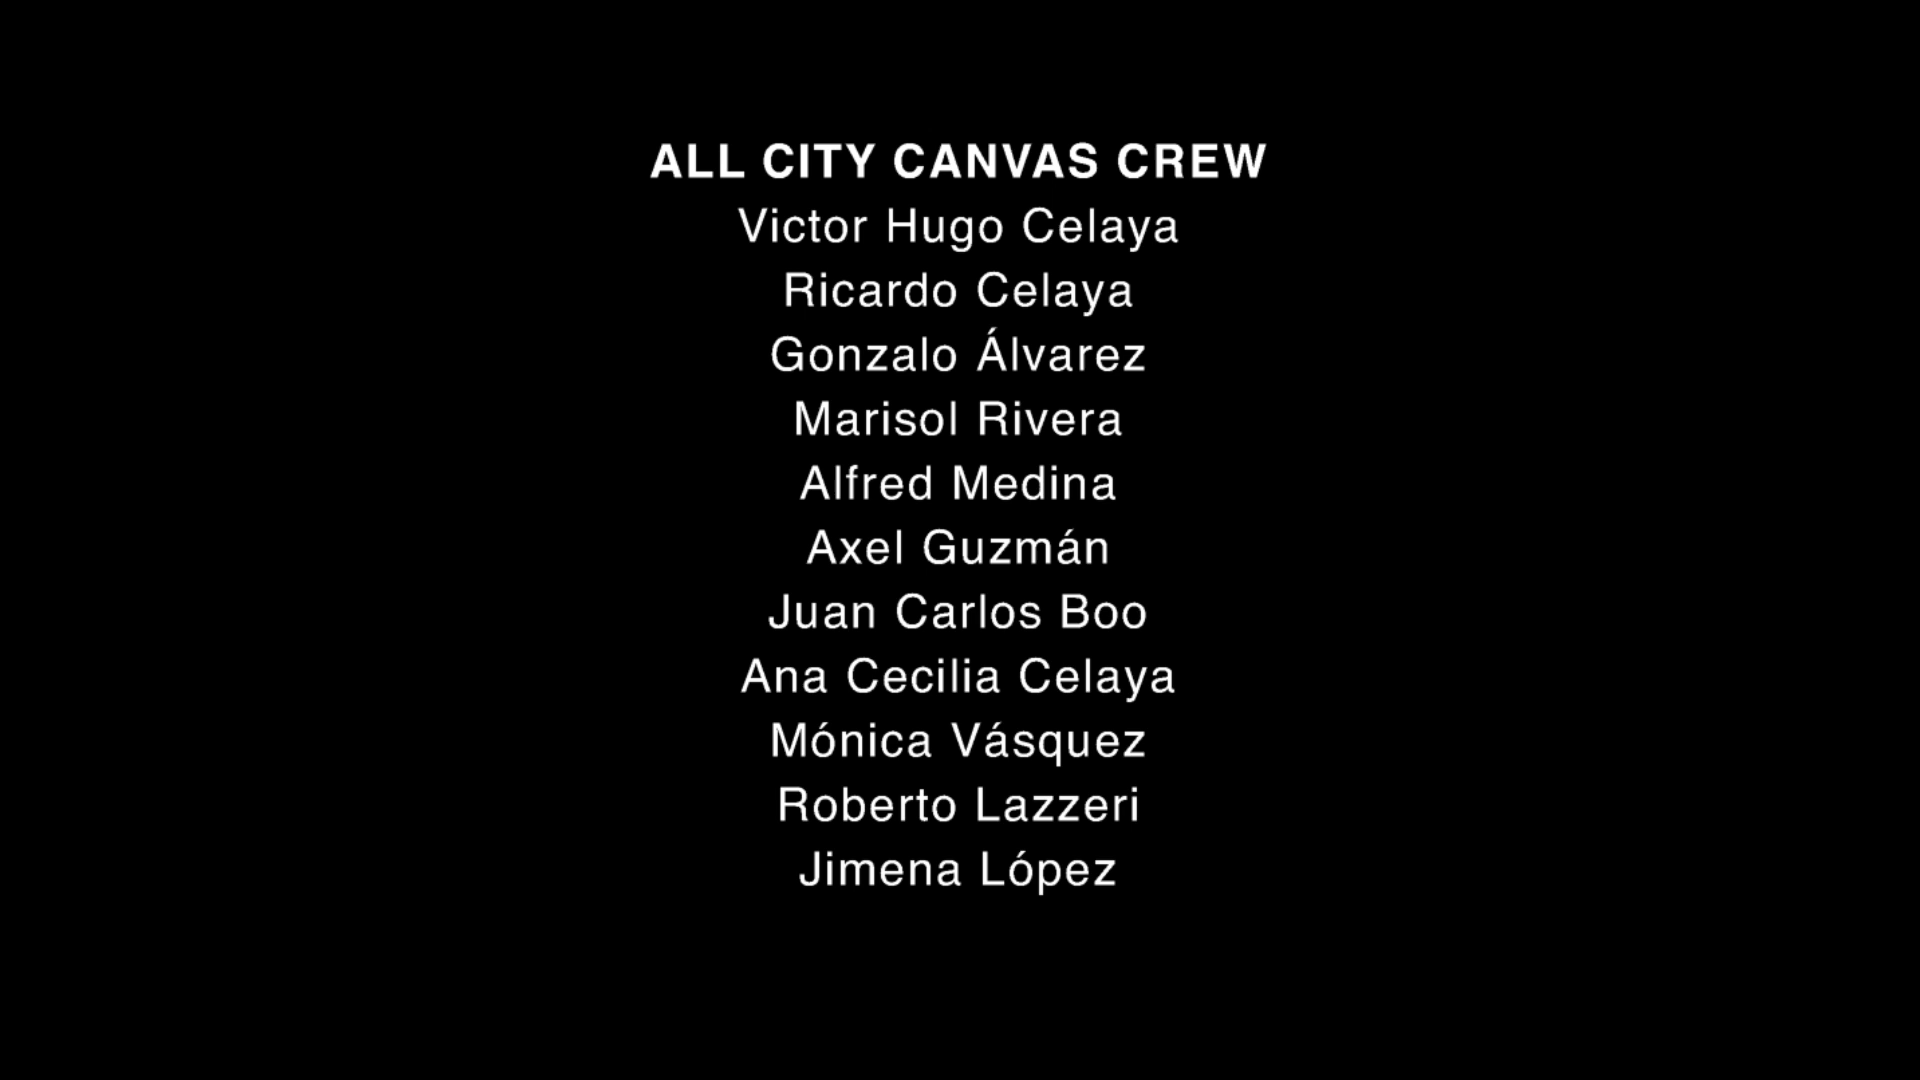 ALL CITY CANVAS CREW
Victor Hugo Celaya
Ricardo Celaya
Gonzalo Álvarez
Marisol Rivera
Alfred Medina
Axel Guzmán
Juan Carlos Boo
Ana Cecilia Celaya
Mónica Vásquez
Roberto Lazzeri
Jimena López